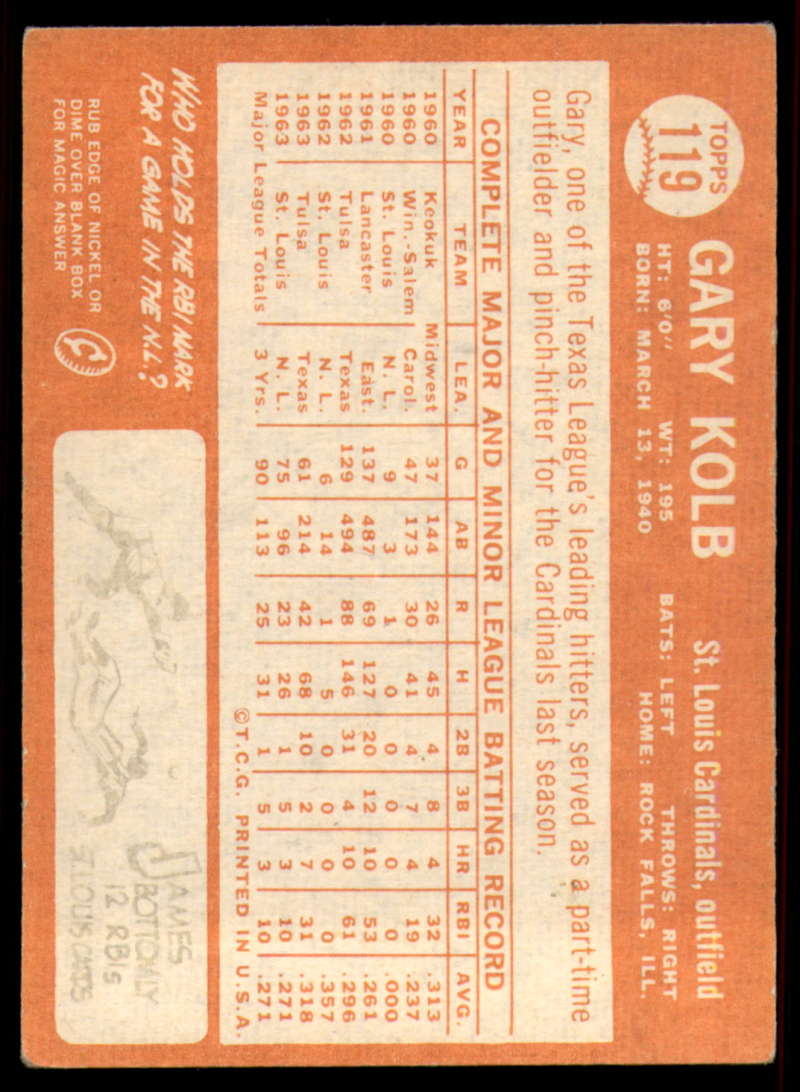 TOPPS
119
GARY KOLB
St. Louis Cardinals, outfield
HT: 6'0" WT: 195 BATS: LEFT THROWS: RIGHT
BORN: MARCH 13, 1940 HOME: ROCK FALLS, ILL.
Gary, one of the Texas League's leading hitters, served as a part-time
outfielder and pinch-hitter for the Cardinals last season.
COMPLETE MAJOR AND MINOR LEAGUE BATTING RECORD
YEAR TEAM LEA. G AB R H 2B 3B HR RBI AVG.
1960 Keokuk Midwest 37 144 26 45 4 8 4 32 .313
1960 Win.-Salem Carol. 47 173 30 41 4 7 4 19 .237
1960 St. Louis N. L. 9 3 1 0 0 0 0 0 .000
1961 Lancaster East. 137 487 69 127 20 12 10 53 .261
1962 Tulsa Texas 129 494 88 146 31 4 10 61 .296
1962 St. Louis N. L. 6 14 1 5 0 0 0 0 .357
1963 Tulsa Texas 61 214 42 68 10 2 7 31 .318
1963 St. Louis N. L. 75 96 23 26 1 5 3 10 .271
Major League Totals 3 Yrs. 90 113 25 31 1 5 3 10 .271
©T.C.G. PRINTED IN U.S.A.
WHO HOLDS THE RBI MARK
FOR A GAME IN THE N.L.?
RUB EDGE OF NICKEL OR
DIME OVER BLANK BOX
FOR MAGIC ANSWER
JAMES
BOTTOMLY
12 RBIs
ST. LOUIS CARDS